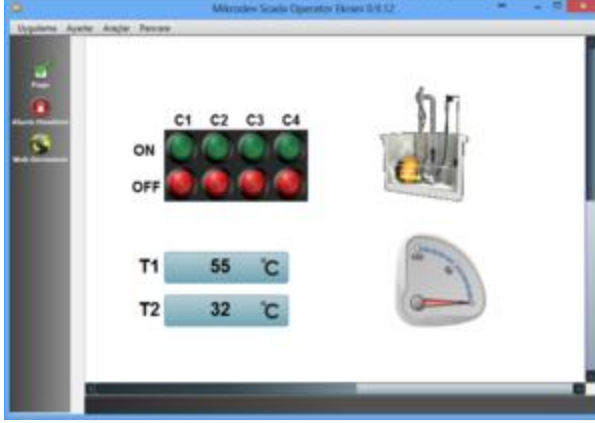 Mikrodev Scada Operator Ekranı 0.9.12
Uygulama Ayarlar Araçlar Pencere
Page
C1 C2 C3 C4
ON
OFF
T1 55 °C
T2 32 °C